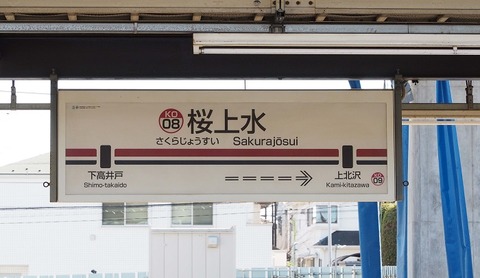 KO
08
桜上水
さくらじょうすい Sakurajōsui
下高井戸
Shimo-takaido
上北沢
Kami-kitazawa
KO
09